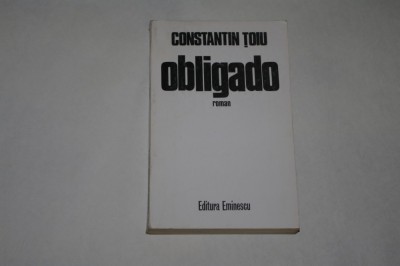 CONSTANTIN ȚOIU
obligado
roman
Editura Eminescu